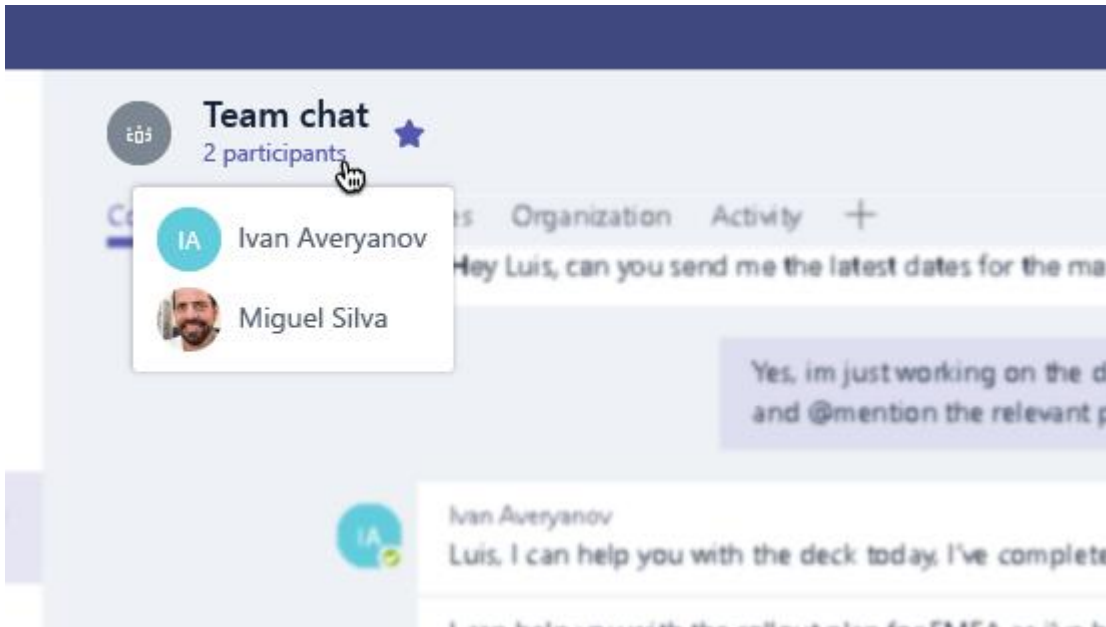 Team chat
2 participants
IA Ivan Averyanov
Miguel Silva
Organization Activity +
Hey Luis, can you send me the latest dates for the ma
Yes, im just working on the d
and @mention the relevant p
IA
Ivan Averyanov
Luis, I can help you with the deck today, I've complete